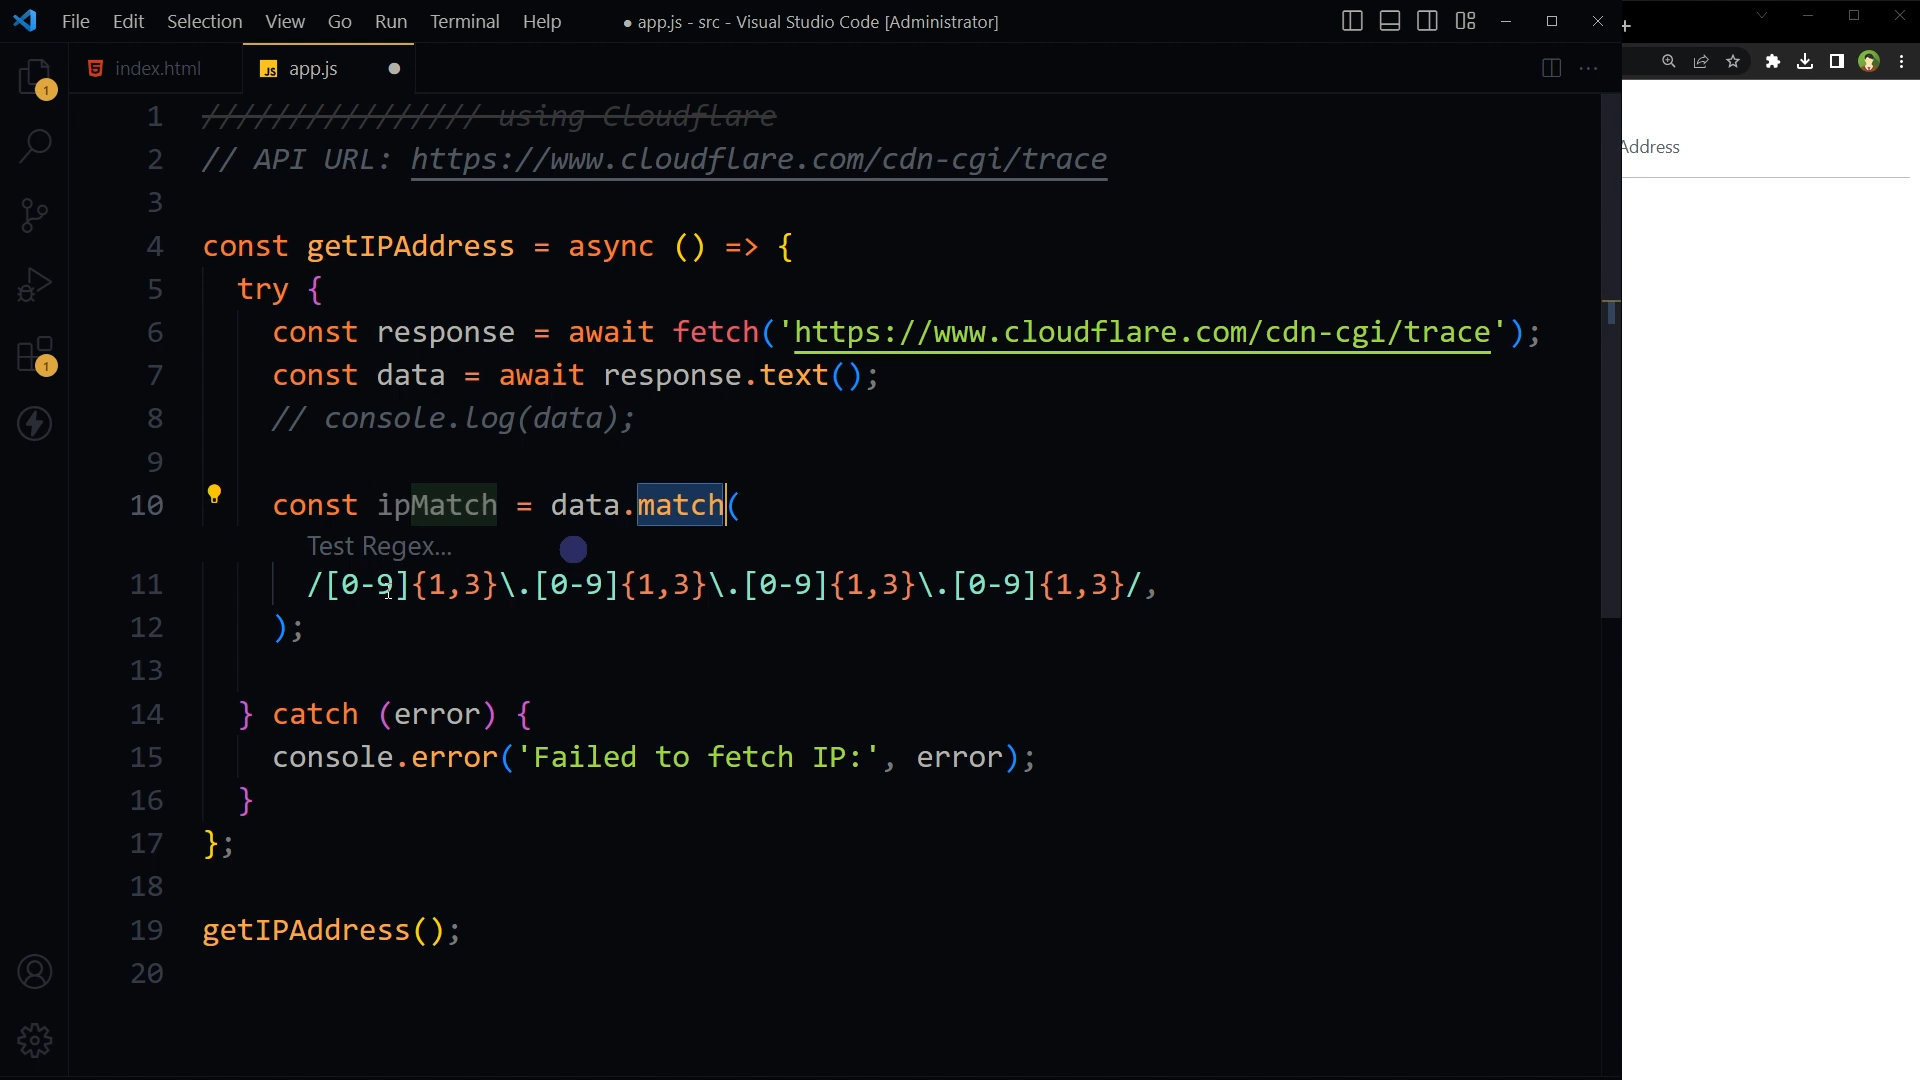 File Edit Selection View Go Run Terminal Help ● app.js - src - Visual Studio Code [Administrator]
index.html app.js
1 //////////////// using Cloudflare
2 // API URL: https://www.cloudflare.com/cdn-cgi/trace
3
4 const getIPAddress = async () => {
5 try {
6 const response = await fetch('https://www.cloudflare.com/cdn-cgi/trace');
7 const data = await response.text();
8 // console.log(data);
9
10 const ipMatch = data.match(
Test Regex...
11 /[0-9]{1,3}\.[0-9]{1,3}\.[0-9]{1,3}\.[0-9]{1,3}/,
12 );
13
14 } catch (error) {
15 console.error('Failed to fetch IP:', error);
16 }
17 };
18
19 getIPAddress();
20
1
1
Address